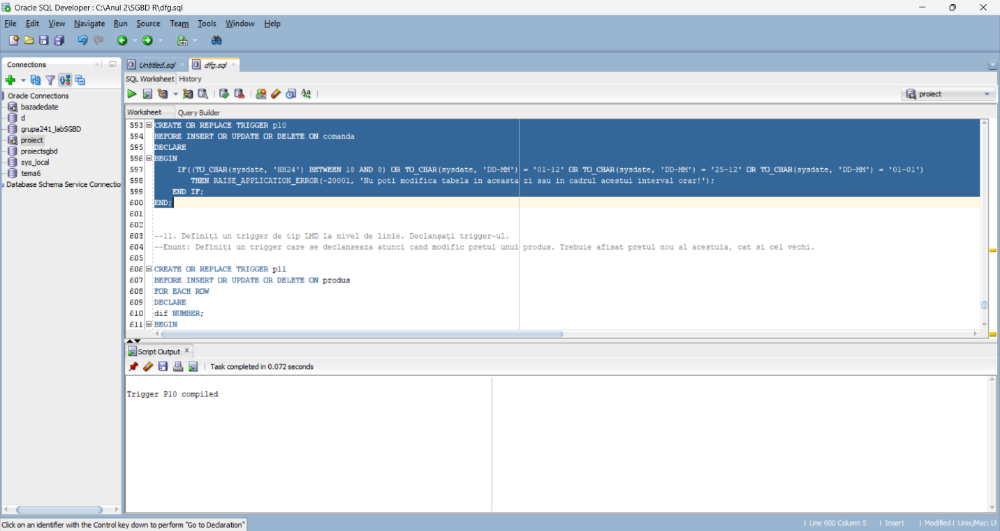 Oracle SQL Developer : C:\Anul 2\SGBD R\dfg.sql
File Edit View Navigate Run Source Team Tools Window Help
Connections
Untitled.sql
dfg.sql
SQL Worksheet History
Oracle Connections
bazadedate
d
grupa241_labSGBD
proiect
proiectsgbd
sys_local
tema6
Database Schema Service Connectio
proiect
Worksheet Query Builder
593 CREATE OR REPLACE TRIGGER p10
594 BEFORE INSERT OR UPDATE OR DELETE ON comanda
595 DECLARE
596 BEGIN
597 IF((TO_CHAR(sysdate, 'HH24') BETWEEN 18 AND 8) OR TO_CHAR(sysdate, 'DD-MM') = '01-12' OR TO_CHAR(sysdate, 'DD-MM') = '25-12' OR TO_CHAR(sysdate, 'DD-MM') = '01-01')
598 THEN RAISE_APPLICATION_ERROR(-20001, 'Nu poti modifica tabela in aceasta zi sau in cadrul acestui interval orar!');
599 END IF;
600 END;
601
602
603 --11. Definiți un trigger de tip LMD la nivel de linie. Declanșați trigger-ul.
604 --Enunt: Definiți un trigger care se declanseaza atunci cand modific pretul unui produs. Trebuie afisat pretul nou al acestuia, cat si cel vechi.
605
606 CREATE OR REPLACE TRIGGER p11
607 BEFORE INSERT OR UPDATE OR DELETE ON produs
608 FOR EACH ROW
609 DECLARE
610 dif NUMBER;
611 BEGIN
Script Output
Task completed in 0.072 seconds
Trigger P10 compiled
Click on an identifier with the Control key down to perform "Go to Declaration"
Line 600 Column 5 | Insert | Modified | Unix/Mac: LF